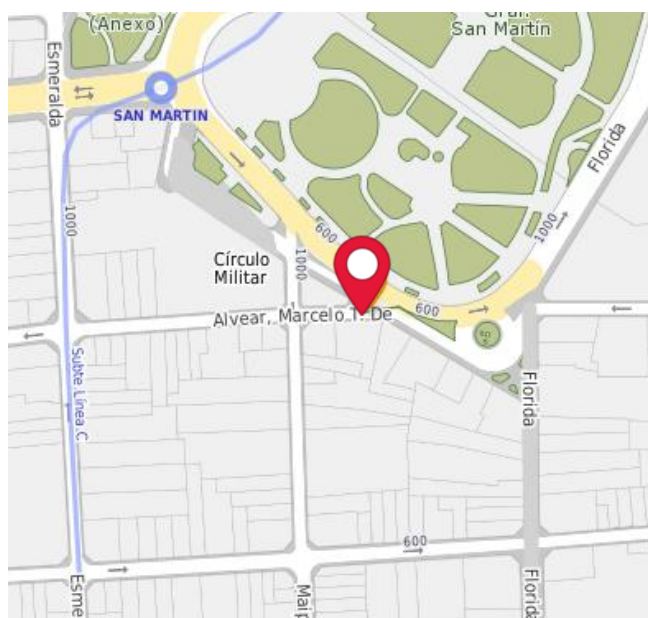 (Anexo)
Gran
San Martín
Esmeralda
SAN MARTIN
Florida
1000
600
1000
1000
Círculo
Militar
600
Alvear, Marcelo T. De
Subte Línea C
Florida
600
Esme
Maip
Florida